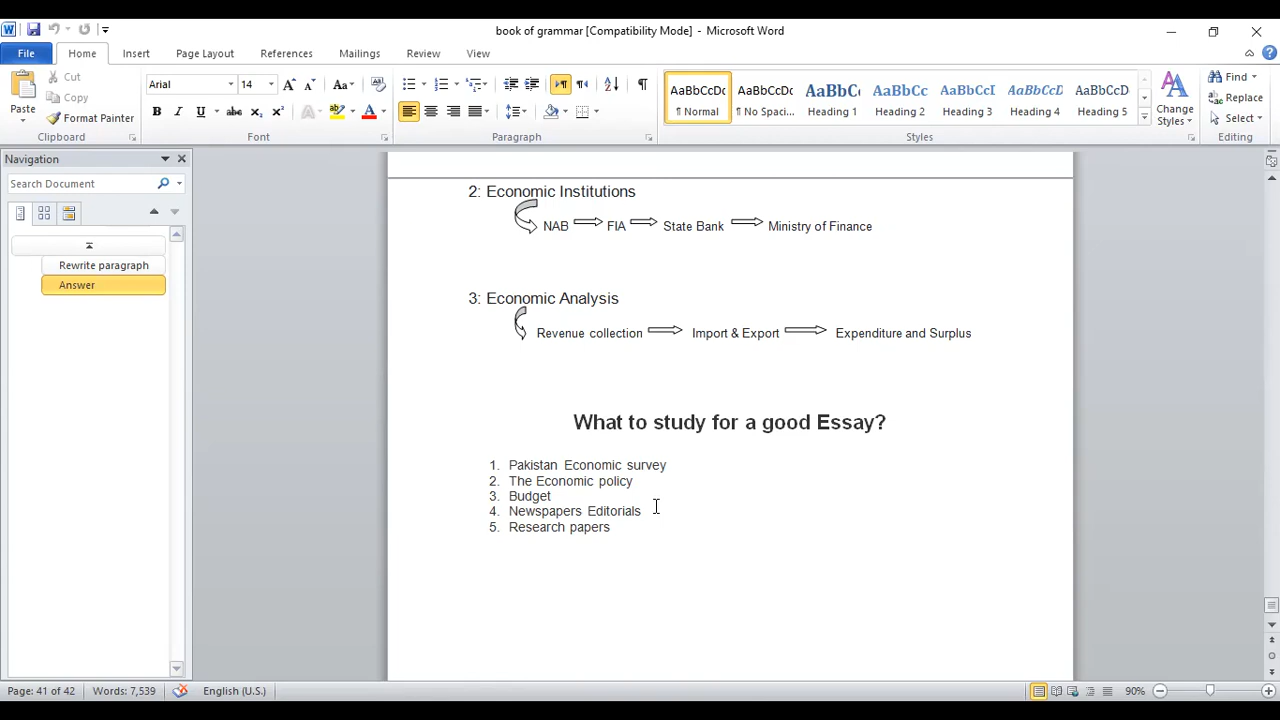 book of grammar [Compatibility Mode] - Microsoft Word
File Home Insert Page Layout References Mailings Review View
Paste
Cut
Copy
Format Painter
Clipboard
Arial 14
Font
Paragraph
AaBbCcDc AaBbCcDc AaBbCc AaBbCc AaBbCcI AaBbCcD AaBbCcD
¶ Normal ¶ No Spaci... Heading 1 Heading 2 Heading 3 Heading 4 Heading 5
Change
Styles
Styles
Find
Replace
Select
Editing
Navigation
Search Document
Rewrite paragraph
Answer
2: Economic Institutions
NAB FIA State Bank Ministry of Finance
3: Economic Analysis
Revenue collection Import & Export Expenditure and Surplus
What to study for a good Essay?
1. Pakistan Economic survey
2. The Economic policy
3. Budget
4. Newspapers Editorials
5. Research papers
Page: 41 of 42 Words: 7,539 English (U.S.) 90%